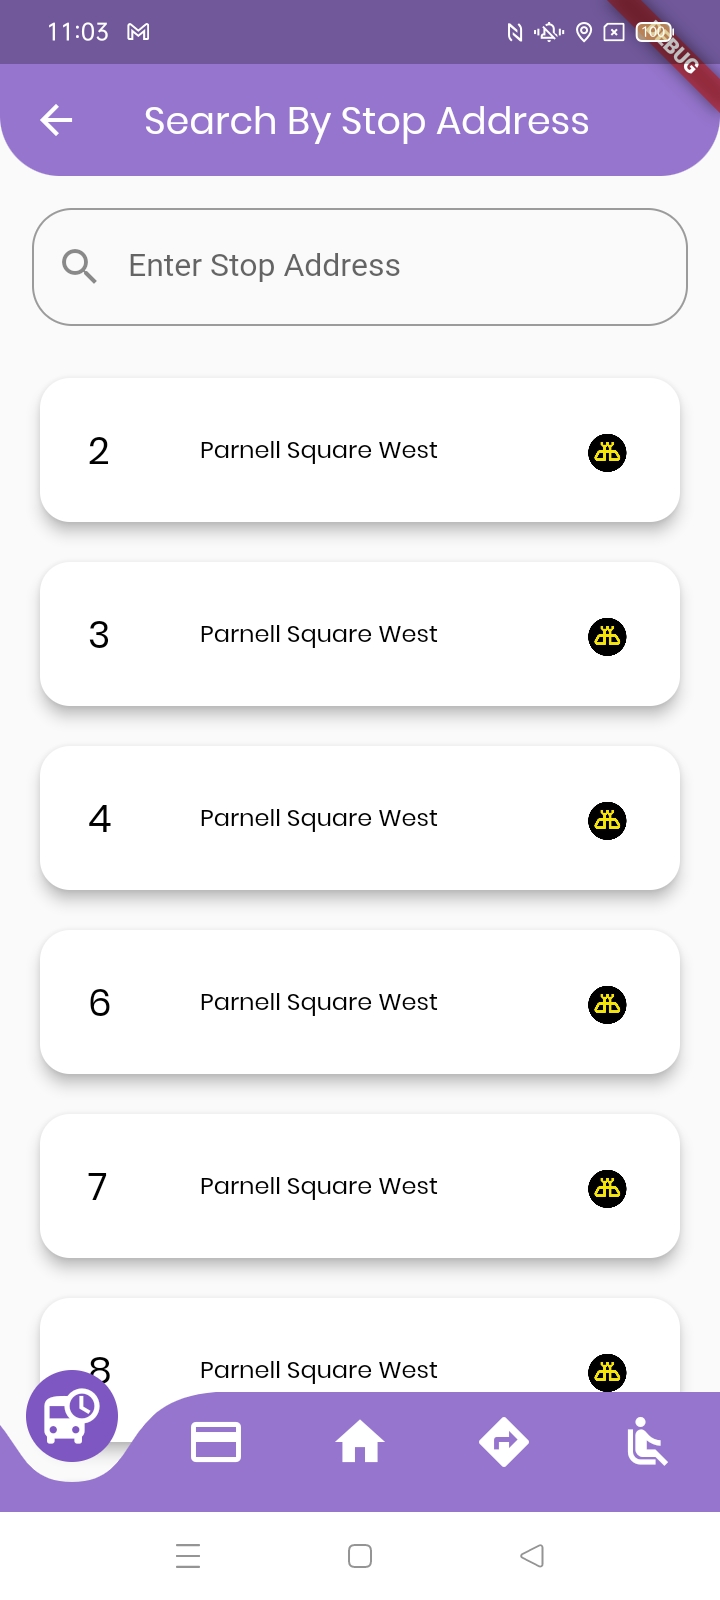 11:03
100
DEBUG
Search By Stop Address
Enter Stop Address
2 Parnell Square West
3 Parnell Square West
4 Parnell Square West
6 Parnell Square West
7 Parnell Square West
8 Parnell Square West